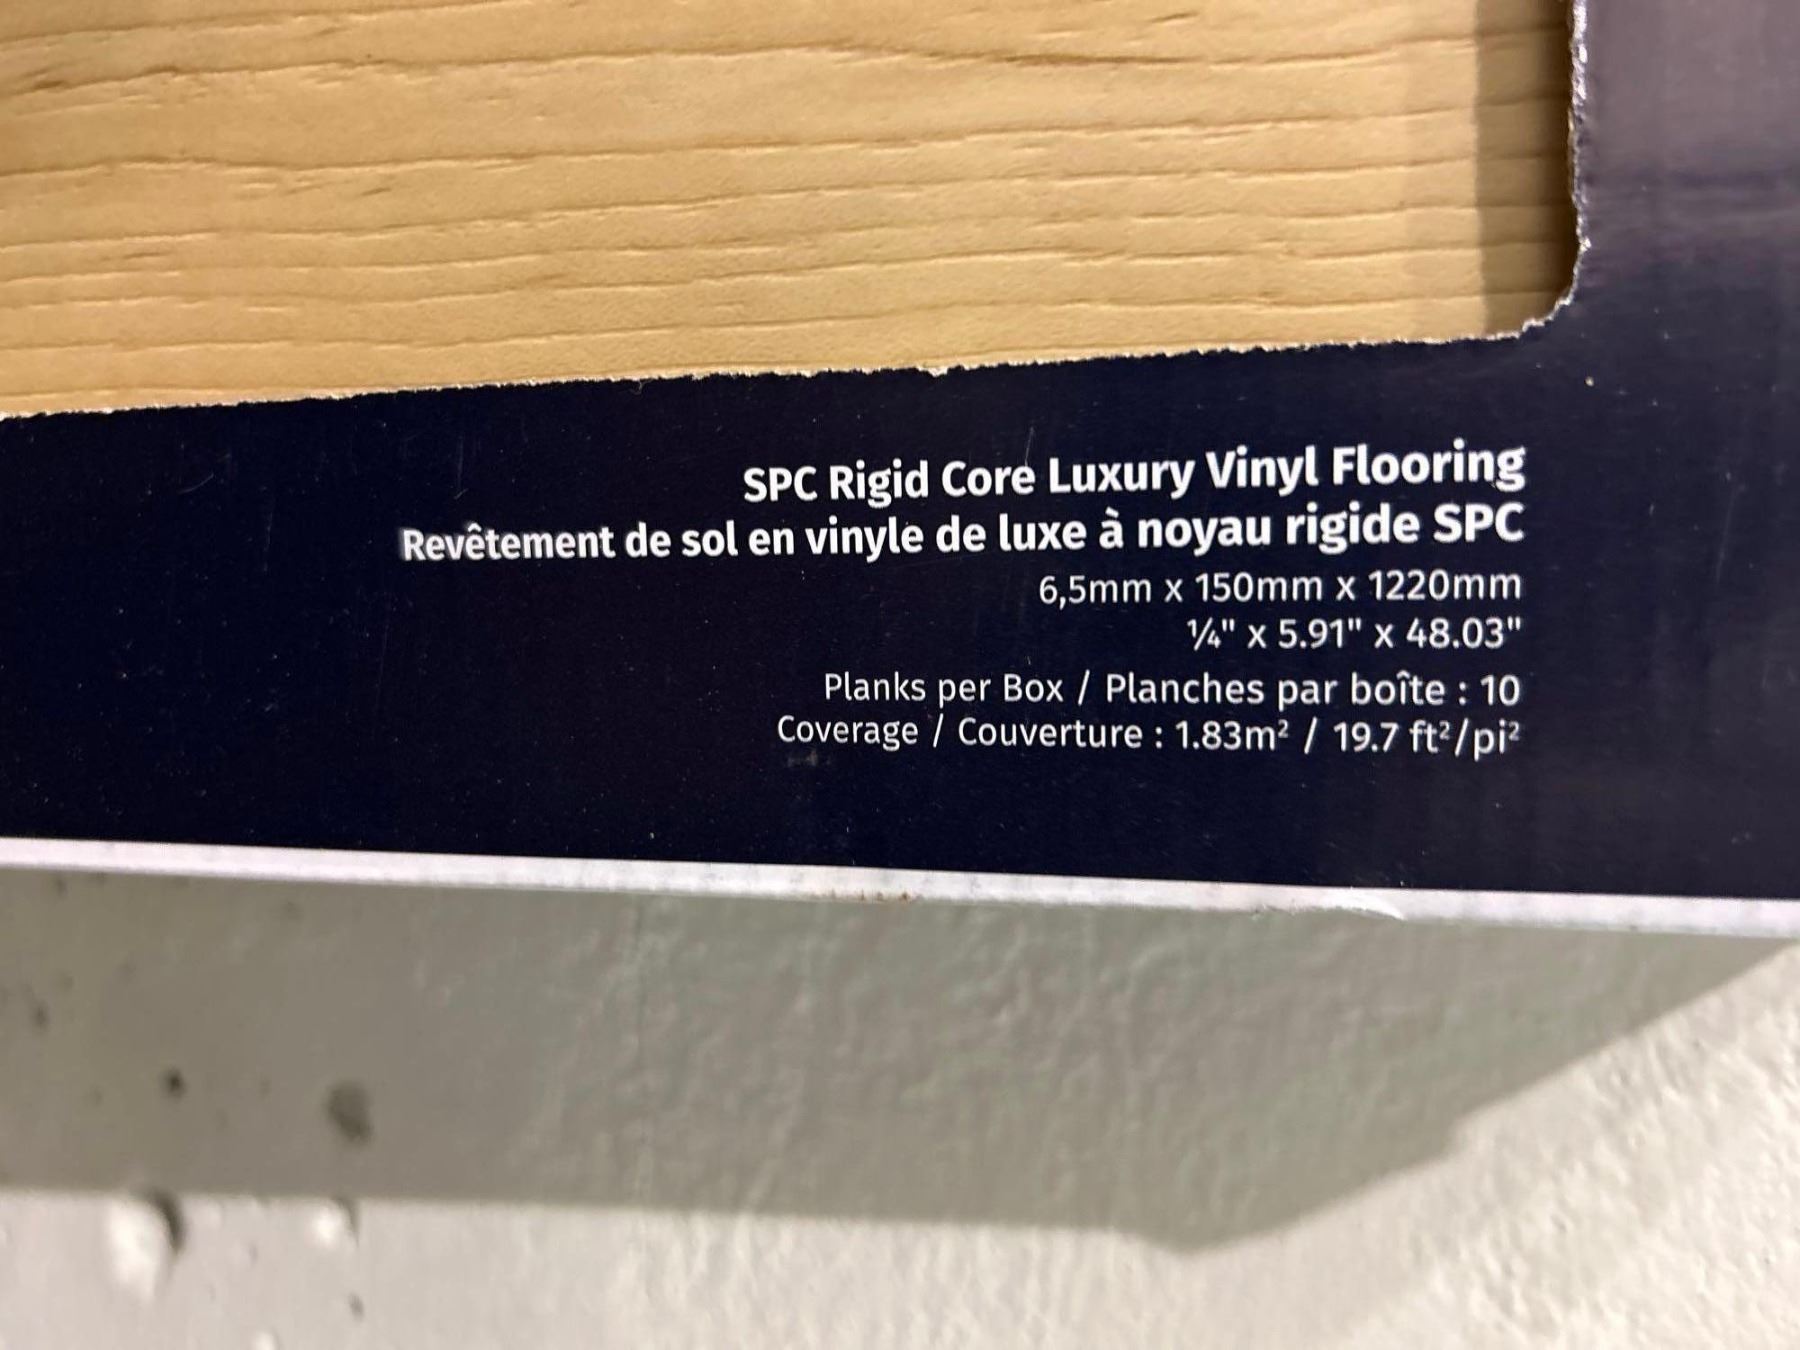 SPC Rigid Core Luxury Vinyl Flooring
Revêtement de sol en vinyle de luxe à noyau rigide SPC
6,5mm x 150mm x 1220mm
¼" x 5.91" x 48.03"
Planks per Box / Planches par boîte : 10
Coverage / Couverture : 1.83m² / 19.7 ft²/pi²